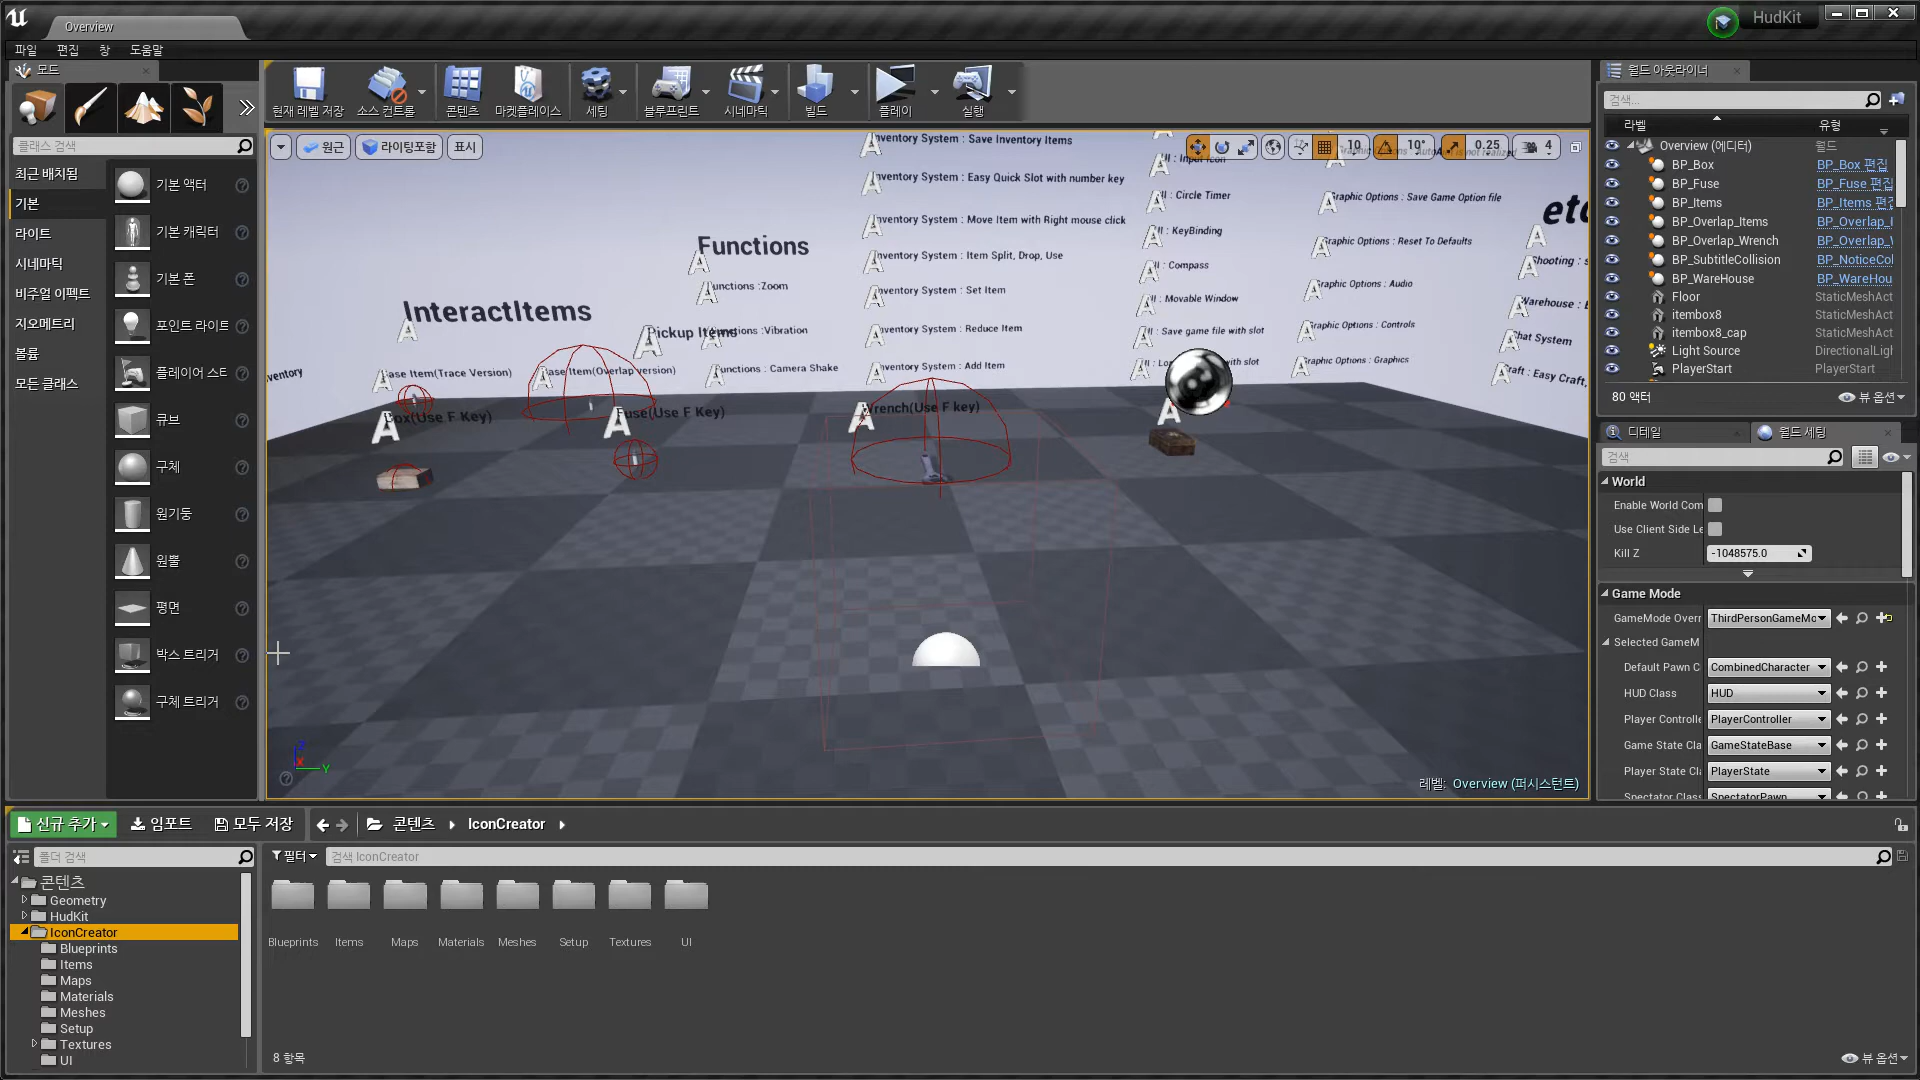 Overview
HudKit
파일 편집 창 도움말
모드
클래스 검색
최근 배치됨
기본
라이트
시네마틱
비주얼 이펙트
지오메트리
볼륨
모든 클래스
기본 액터
기본 캐릭터
기본 폰
포인트 라이트
플레이어 스타
큐브
구체
원기둥
원뿔
평면
박스 트리거
구체 트리거
현재 레벨 저장
소스 컨트롤
콘텐츠
마켓플레이스
세팅
블루프린트
시네마틱
빌드
플레이
실행
원근
라이팅포함
표시
10
10°
0.25
4
Inventory System : Save Inventory Items
Inventory System : Easy Quick Slot with number key
Inventory System : Move Item with Right mouse click
Inventory System : Item Split, Drop, Use
Inventory System : Set Item
Inventory System : Reduce Item
Inventory System : Add Item
: Input Icon
: Circle Timer
: KeyBinding
: Compass
: Movable Window
: Save game file with slot
with slot
Graphic Options : Save Game Option file
Graphic Options : Reset To Defaults
Graphic Options : Audio
Graphic Options : Controls
Graphic Options : Graphics
etc
Shooting : s
Warehouse : E
Chat System
Craft : Easy Craft,
Functions
Functions :Zoom
Functions :Vibration
Functions : Camera Shake
InteractItems
Pickup Items
Base Item(Trace Version)
Base Item(Overlap version)
Box(Use F Key)
Fuse(Use F Key)
Wrench(Use F key)
레벨: Overview (퍼시스턴트)
월드 아웃라이너
검색...
라벨 유형
Overview (에디터) 월드
BP_Box BP_Box 편집
BP_Fuse BP_Fuse 편집
BP_Items BP_Items 편집
BP_Overlap_Items BP_Overlap_I
BP_Overlap_Wrench BP_Overlap_W
BP_SubtitleCollision BP_NoticeCol
BP_WareHouse BP_WareHou
Floor StaticMeshAct
itembox8 StaticMeshAct
itembox8_cap StaticMeshAct
Light Source DirectionalLigh
PlayerStart PlayerStart
80 액터
뷰 옵션
디테일 월드 세팅
검색
World
Enable World Com
Use Client Side Le
Kill Z -1048575.0
Game Mode
GameMode Overr ThirdPersonGameMo
Selected GameM
Default Pawn C CombinedCharacter
HUD Class HUD
Player Controlle PlayerController
Game State Cla GameStateBase
Player State Cl PlayerState
Spectator Class SpectatorPawn
신규 추가 임포트 모두 저장 콘텐츠 IconCreator
폴더 검색
콘텐츠
Geometry
HudKit
IconCreator
Blueprints
Items
Maps
Materials
Meshes
Setup
Textures
UI
필터 검색 IconCreator
Blueprints Items Maps Materials Meshes Setup Textures UI
8 항목
뷰 옵션